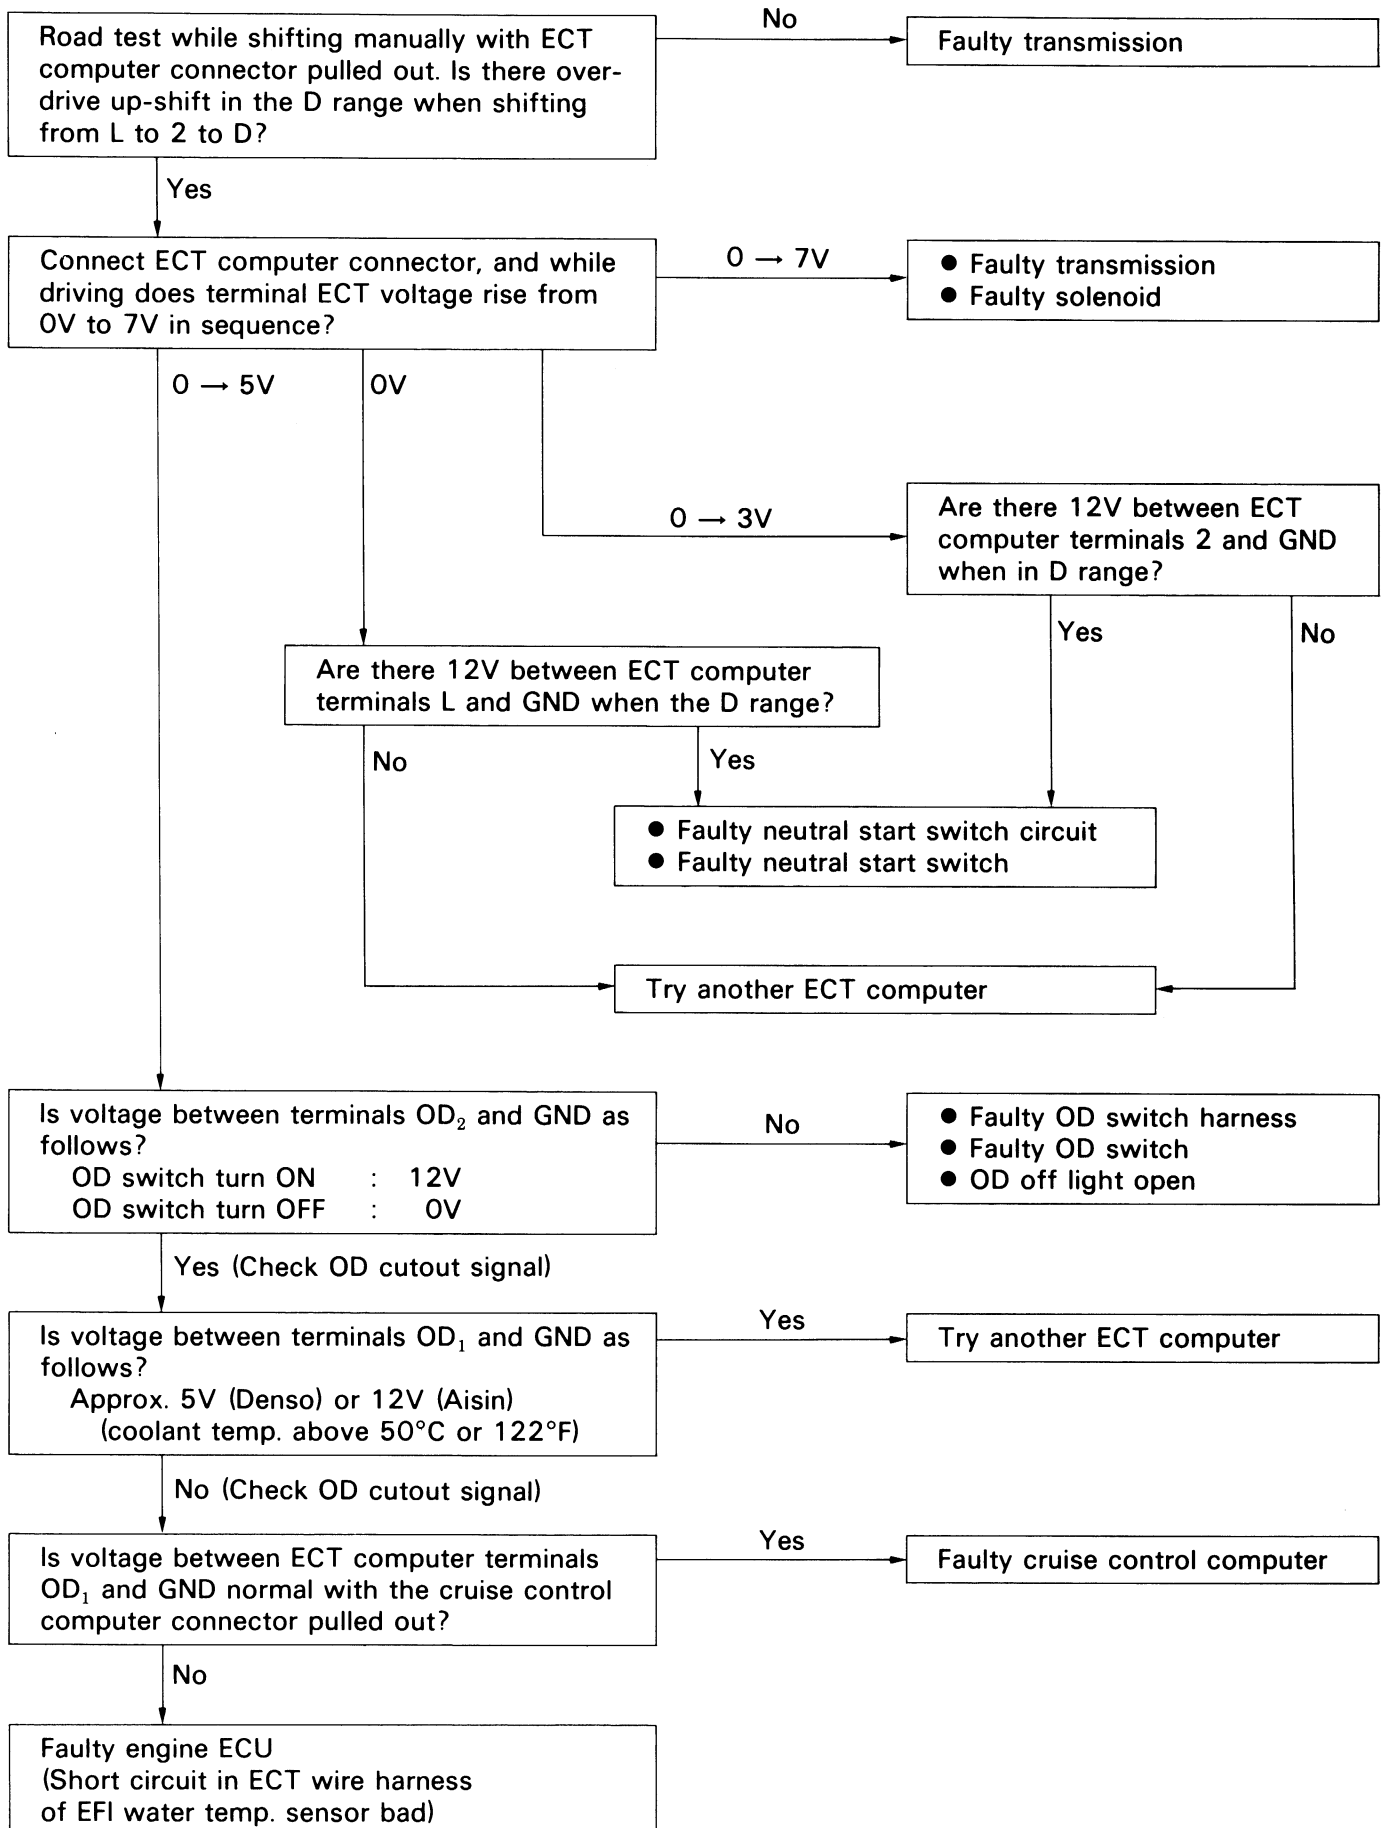 No
Road test while shifting manually with ECT
computer connector pulled out. Is there over-
drive up-shift in the D range when shifting
from L to 2 to D?
Faulty transmission
Yes
Connect ECT computer connector, and while
driving does terminal ECT voltage rise from
0V to 7V in sequence?
0 → 7V
● Faulty transmission
● Faulty solenoid
0 → 5V
0V
0 → 3V
Are there 12V between ECT
computer terminals 2 and GND
when in D range?
Yes
No
Are there 12V between ECT computer
terminals L and GND when the D range?
No
Yes
● Faulty neutral start switch circuit
● Faulty neutral start switch
Try another ECT computer
Is voltage between terminals OD₂ and GND as
follows?
OD switch turn ON : 12V
OD switch turn OFF : 0V
No
● Faulty OD switch harness
● Faulty OD switch
● OD off light open
Yes (Check OD cutout signal)
Is voltage between terminals OD₁ and GND as
follows?
Approx. 5V (Denso) or 12V (Aisin)
(coolant temp. above 50°C or 122°F)
Yes
Try another ECT computer
No (Check OD cutout signal)
Is voltage between ECT computer terminals
OD₁ and GND normal with the cruise control
computer connector pulled out?
Yes
Faulty cruise control computer
No
Faulty engine ECU
(Short circuit in ECT wire harness
of EFI water temp. sensor bad)